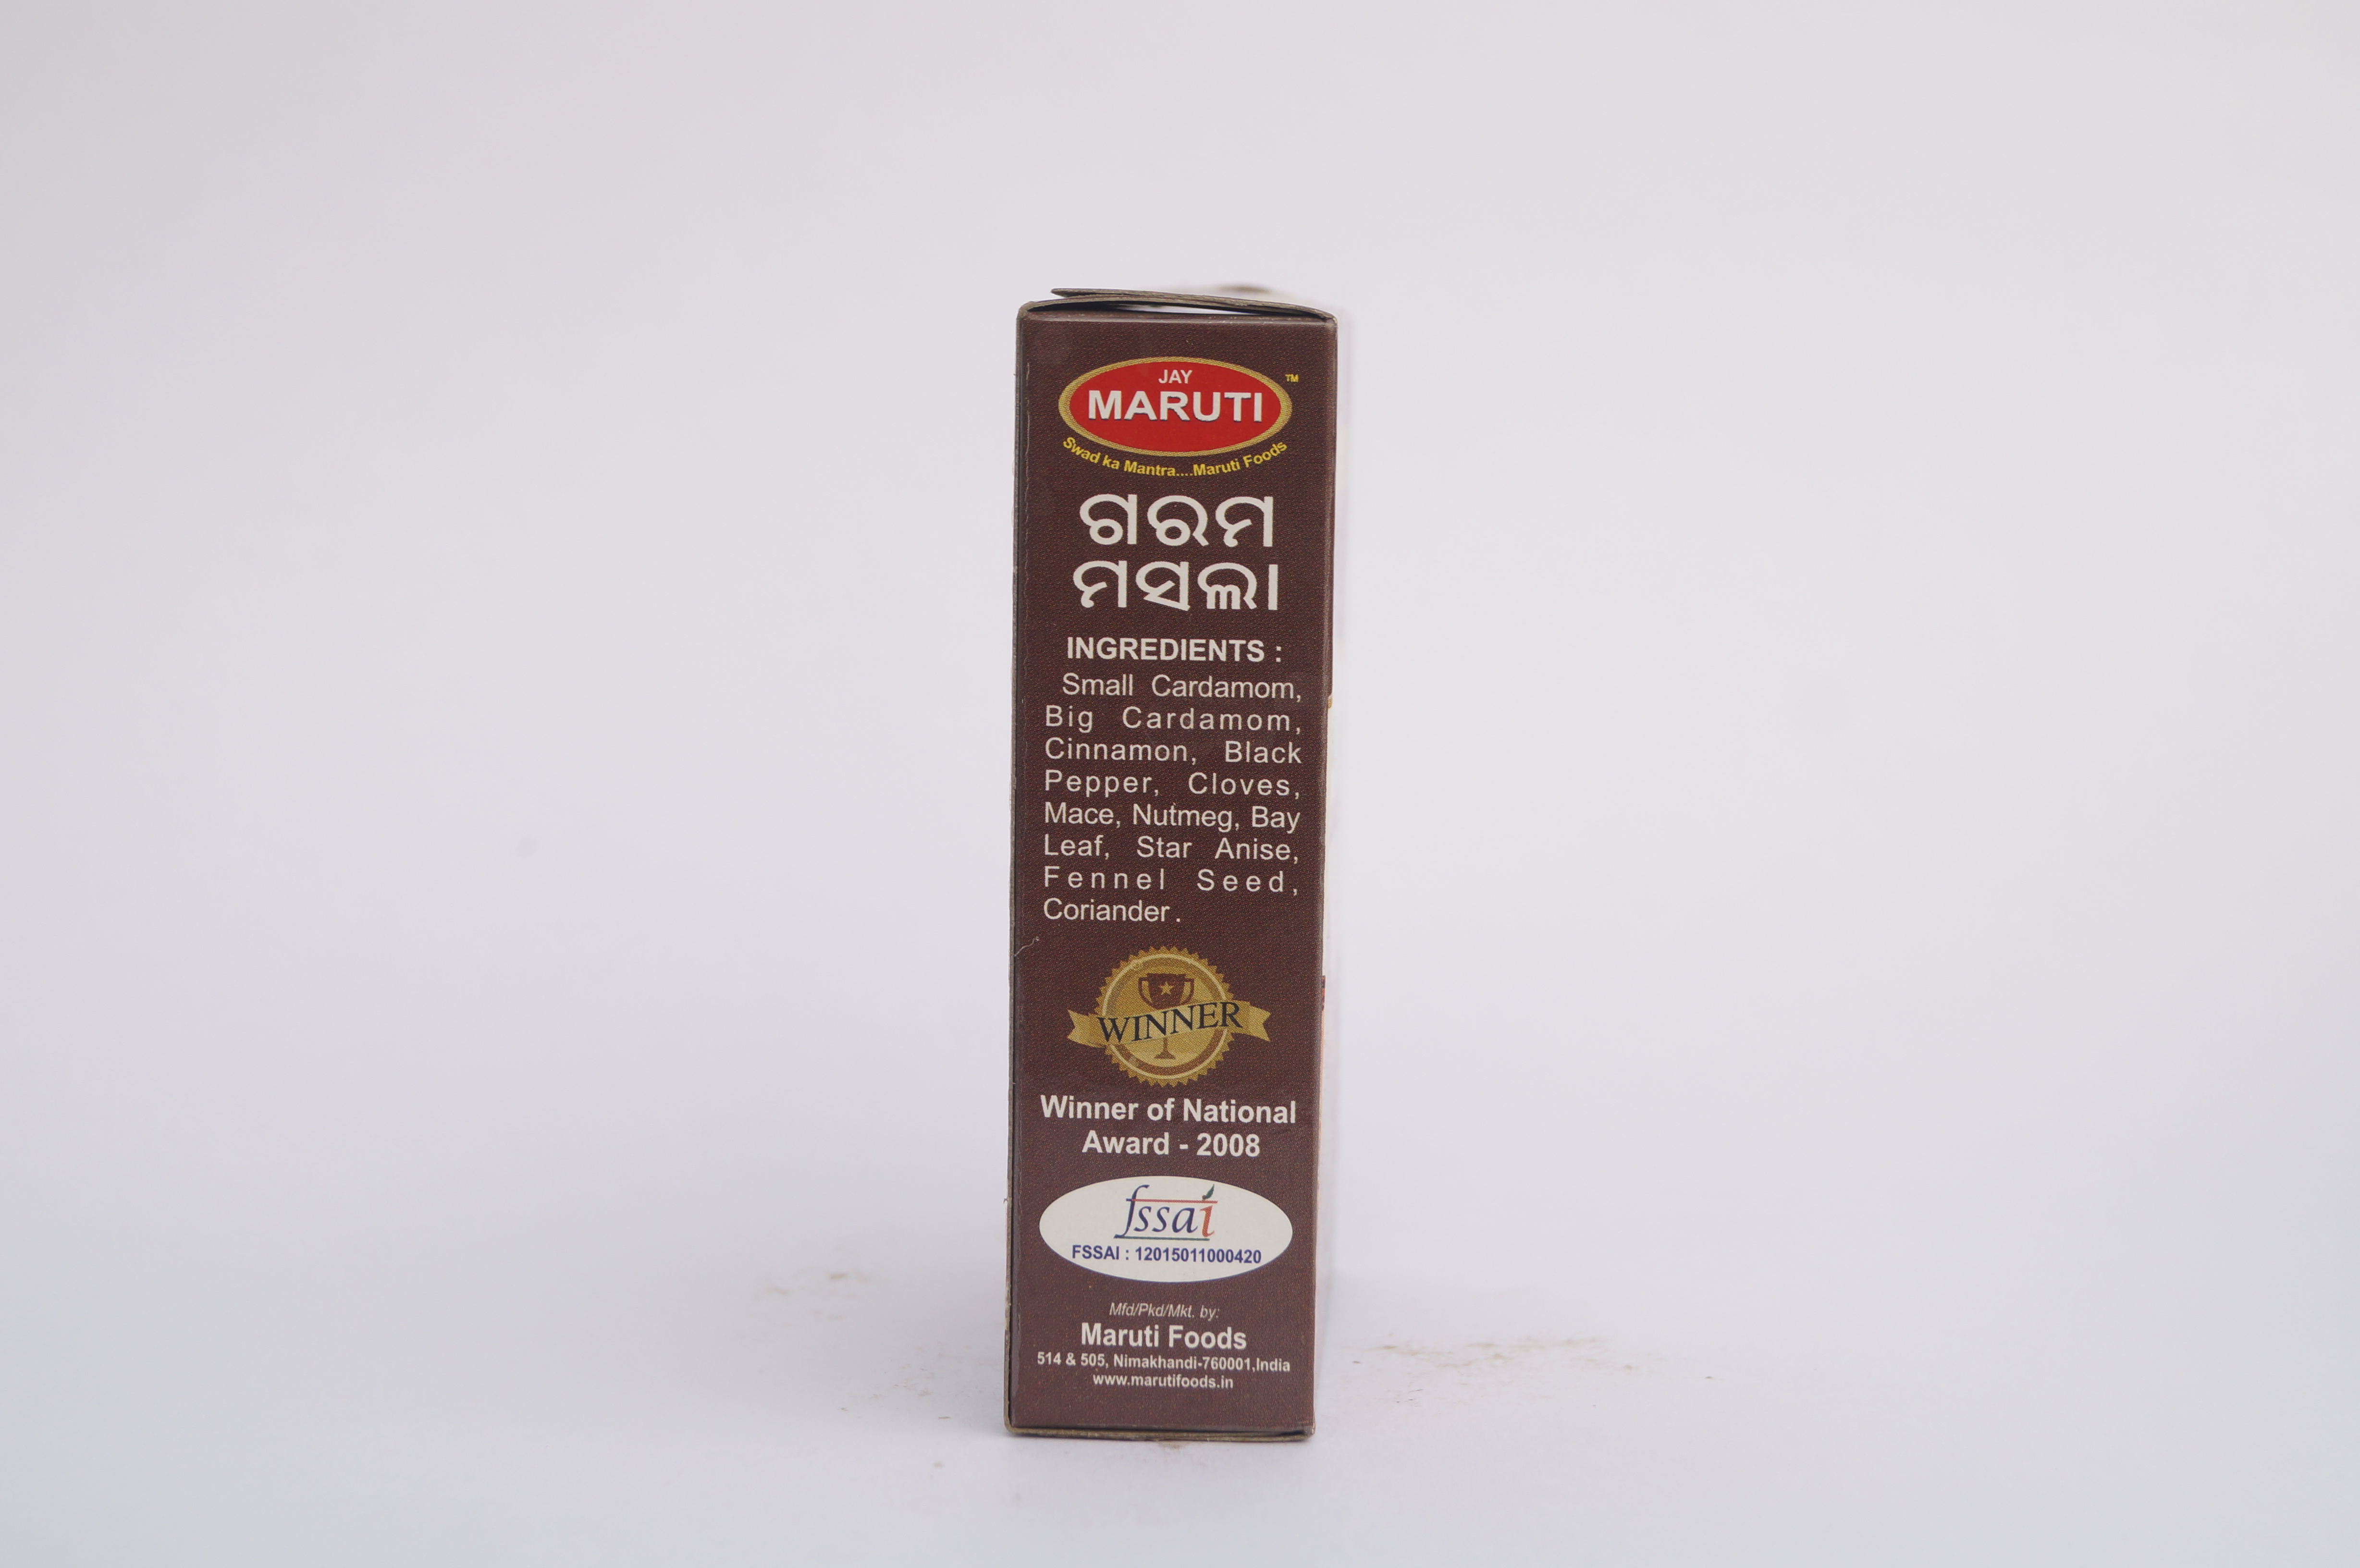 JAY
MARUTI
TM
Swad ka Mantra....Maruti Foods
ଗରମ
ମସଲା
INGREDIENTS :
Small Cardamom,
Big Cardamom,
Cinnamon, Black
Pepper, Cloves,
Mace, Nutmeg, Bay
Leaf, Star Anise,
Fennel Seed,
Coriander.
WINNER
Winner of National
Award - 2008
fssai
FSSAI : 12015011000420
Mfd/Pkd/Mkt. by:
Maruti Foods
514 & 505, Nimakhandi-760001,India
www.marutifoods.in